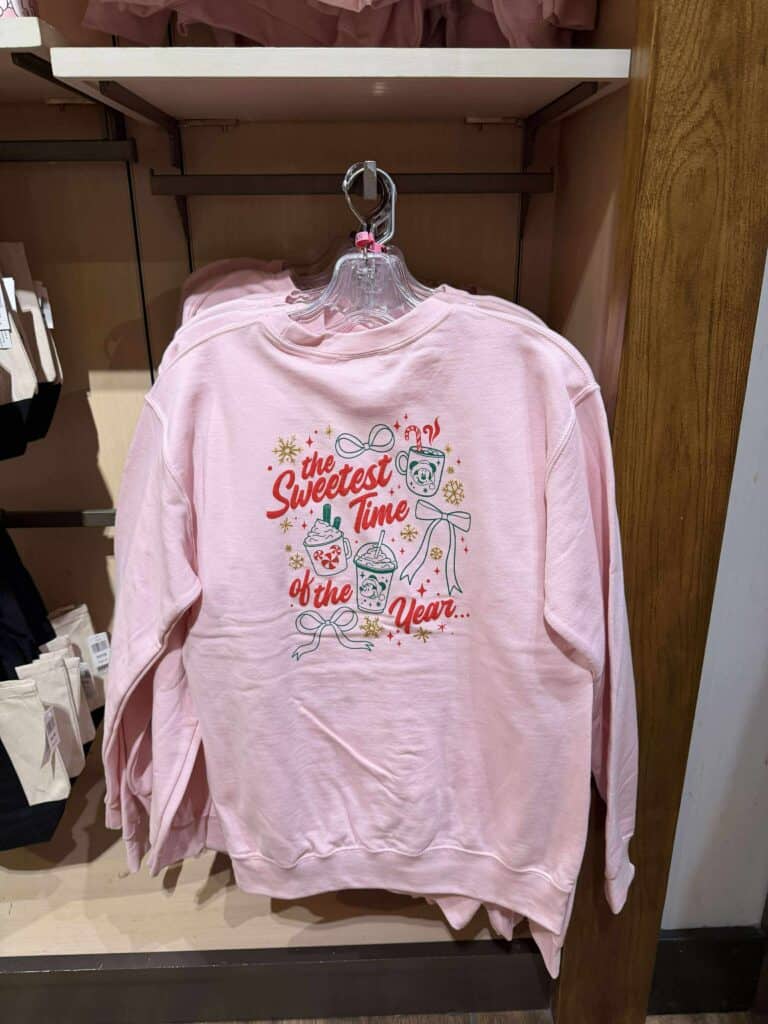 the
Sweetest
Time
of the
Year...